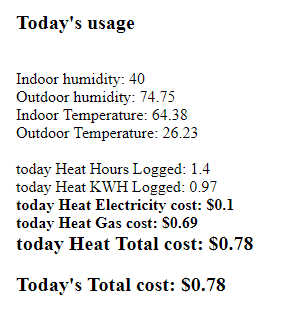 Today's usage
Indoor humidity: 40
Outdoor humidity: 74.75
Indoor Temperature: 64.38
Outdoor Temperature: 26.23
today Heat Hours Logged: 1.4
today Heat KWH Logged: 0.97
today Heat Electricity cost: $0.1
today Heat Gas cost: $0.69
today Heat Total cost: $0.78
Today's Total cost: $0.78